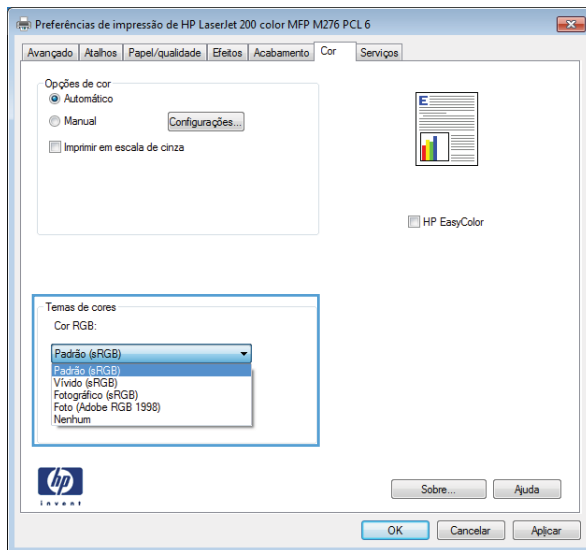 Preferências de impressão de HP LaserJet 200 color MFP M276 PCL 6
Avançado Atalhos Papel/qualidade Efeitos Acabamento Cor Serviços
Opções de cor
Automático
Manual Configurações...
Imprimir em escala de cinza
E
HP EasyColor
Temas de cores
Cor RGB:
Padrão (sRGB)
Padrão (sRGB)
Vívido (sRGB)
Fotográfico (sRGB)
Foto (Adobe RGB 1998)
Nenhum
hp
invent
Sobre... Ajuda
OK Cancelar Aplicar